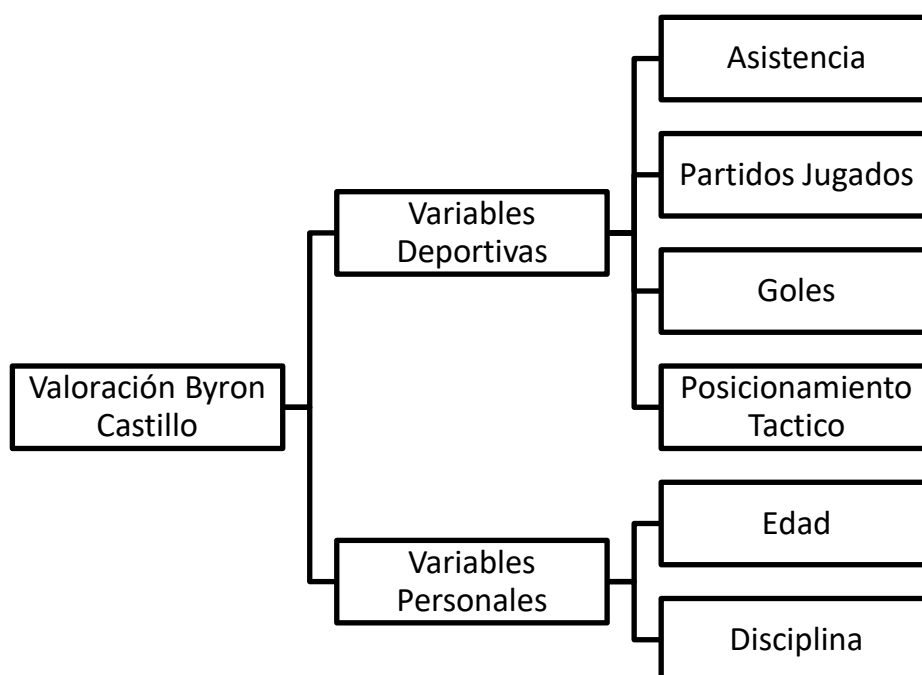 Asistencia
Partidos Jugados
Variables
Deportivas
Goles
Valoración Byron
Castillo
Posicionamiento
Tactico
Edad
Variables
Personales
Disciplina